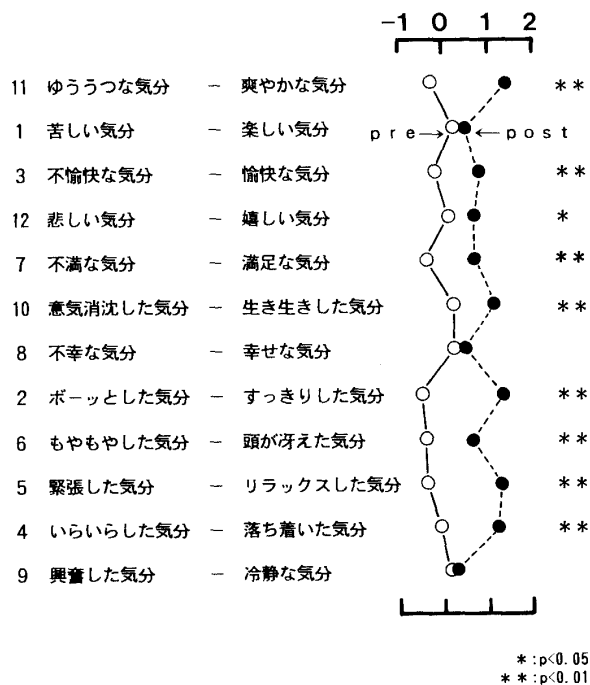 -1 0 1 2
11 ゆううつな気分 － 爽やかな気分 **
1 苦しい気分 － 楽しい気分 pre→ ←post
3 不愉快な気分 － 愉快な気分 **
12 悲しい気分 － 嬉しい気分 *
7 不満な気分 － 満足な気分 **
10 意気消沈した気分 － 生き生きした気分 **
8 不幸な気分 － 幸せな気分
2 ボーッとした気分 － すっきりした気分 **
6 もやもやした気分 － 頭が冴えた気分 **
5 緊張した気分 － リラックスした気分 **
4 いらいらした気分 － 落ち着いた気分 **
9 興奮した気分 － 冷静な気分
*:p<0.05
**:p<0.01